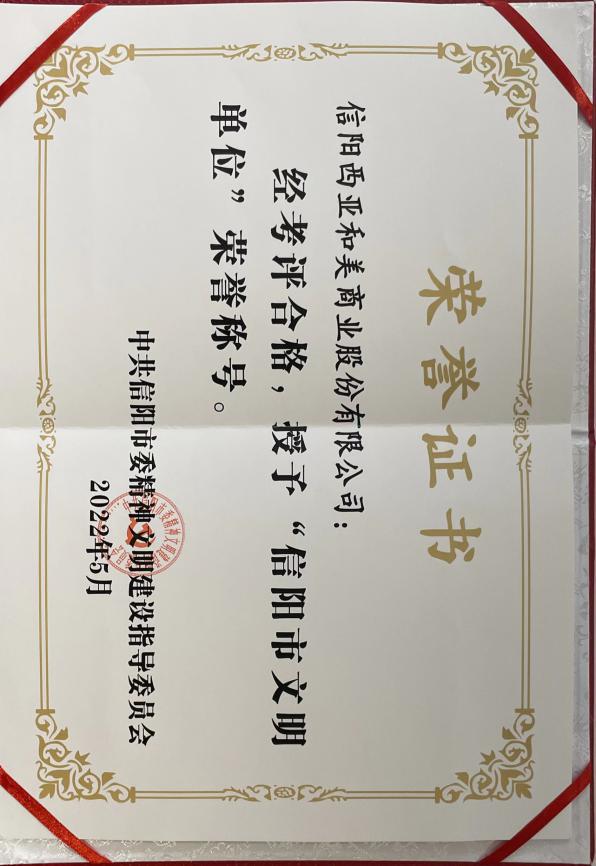 荣誉证书
信阳西亚和美商业股份有限公司：
经考评合格，授予“信阳市文明
单位”荣誉称号。
中共信阳市委精神文明建设指导委员会
2022年5月